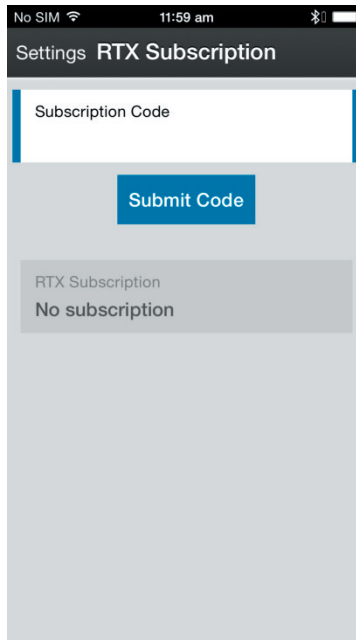 No SIM 11:59 am
Settings RTX Subscription
Subscription Code
Submit Code
RTX Subscription
No subscription